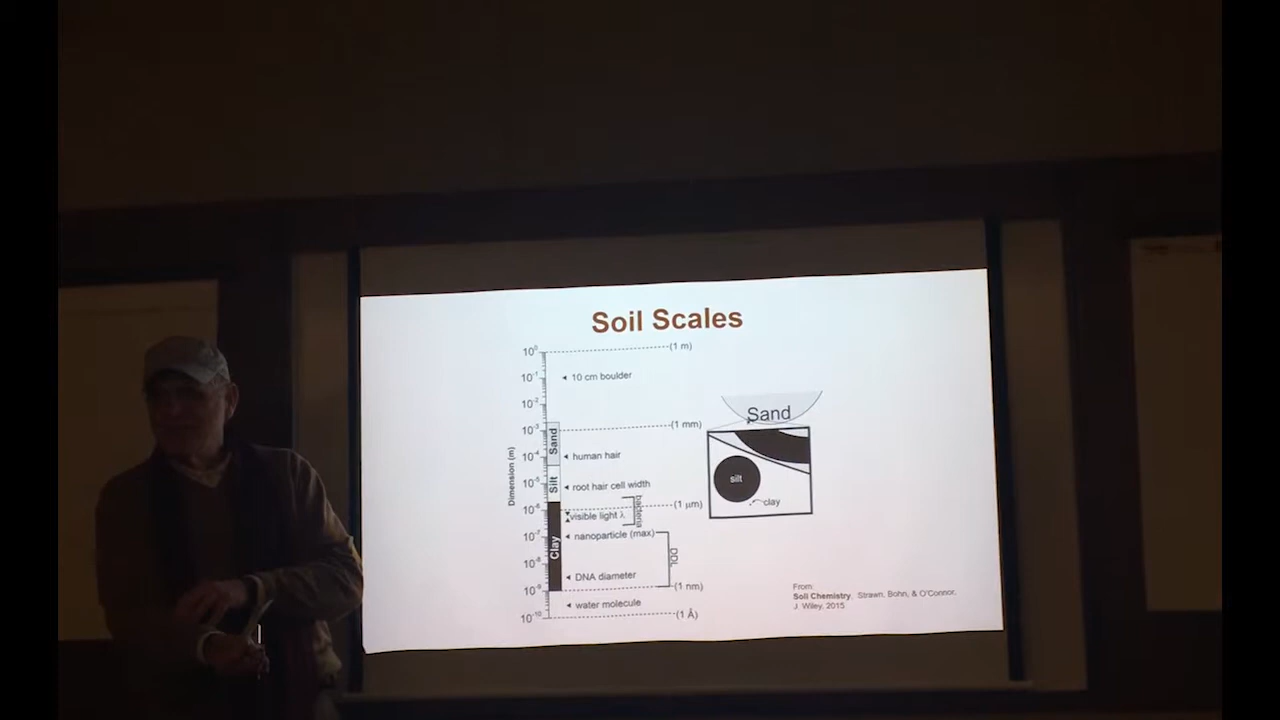 Soil Scales
10⁰
(1 m)
10⁻¹
10 cm boulder
10⁻²
10⁻³
(1 mm)
Sand
10⁻⁴
human hair
Silt
10⁻⁵
root hair cell width
10⁻⁶
(1 μm)
visible light λ
bacteria
10⁻⁷
nanoparticle (max)
Clay
DDL
10⁻⁸
DNA diameter
10⁻⁹
(1 nm)
water molecule
10⁻¹⁰
(1 Å)
Dimension (m)
Sand
silt
clay
From:
Soil Chemistry. Strawn, Bohn, & O'Connor.
J. Wiley, 2015